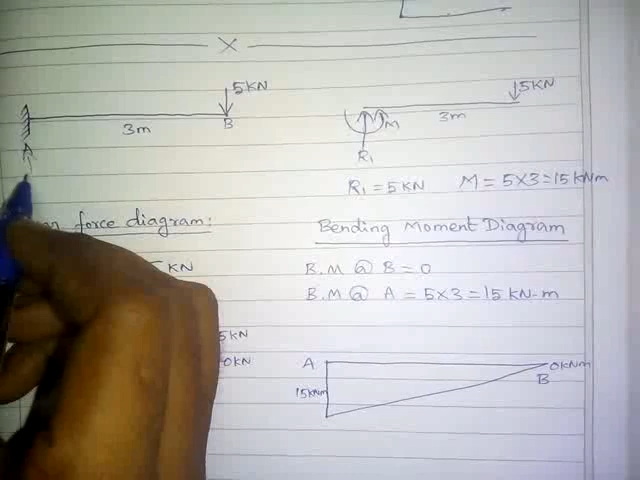 X
5KN
3m
B
A
5KN
3m
M
R1
R1 = 5KN M = 5×3 = 15 KNm
force diagram:
KN
5KN
0KN
Bending Moment Diagram
B.M @ B = 0
B.M @ A = 5×3 = 15 KN-m
A
0KNm
B
15KNm